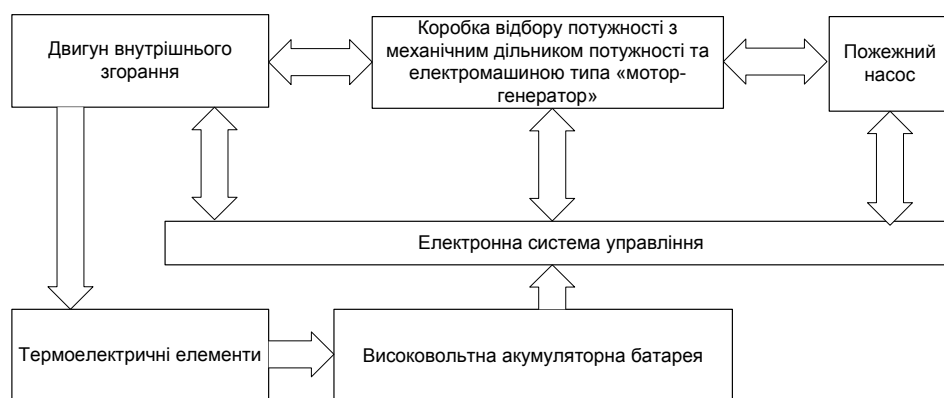 Двигун внутрішнього
згорання
Коробка відбору потужності з
механічним дільником потужності та
електромашиною типа «мотор-
генератор»
Пожежний
насос
Електронна система управління
Термоелектричні елементи
Високовольтна акумуляторна батарея